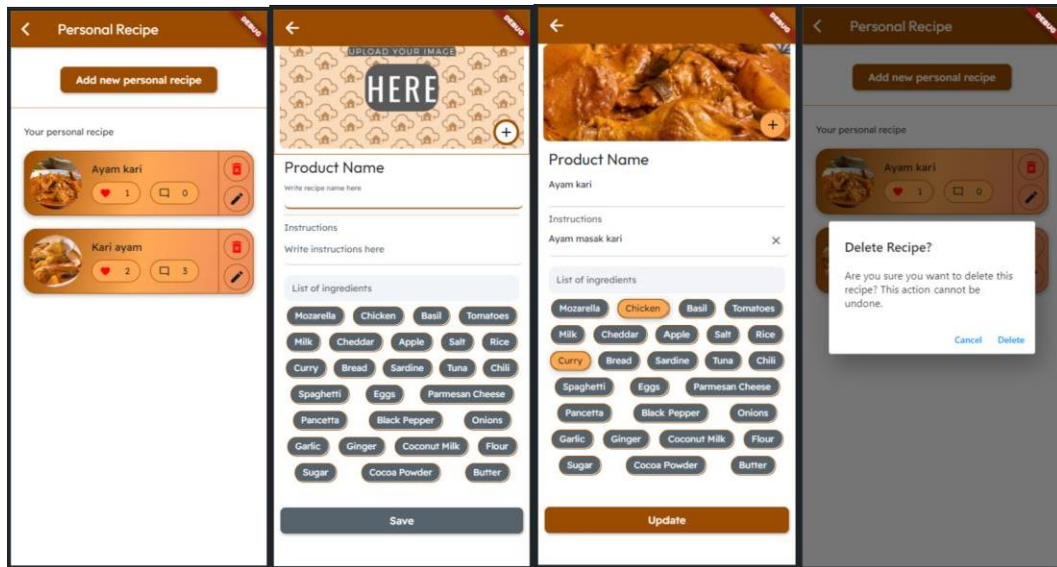 Personal Recipe
DEBUG
Add new personal recipe
Your personal recipe
Ayam kari
1 0
Kari ayam
2 3
DEBUG
UPLOAD YOUR IMAGE
HERE
Product Name
Write recipe name here
Instructions
Write instructions here
List of ingredients
Mozarella Chicken Basil Tomatoes
Milk Cheddar Apple Salt Rice
Curry Bread Sardine Tuna Chili
Spaghetti Eggs Parmesan Cheese
Pancetta Black Pepper Onions
Garlic Ginger Coconut Milk Flour
Sugar Cocoa Powder Butter
Save
DEBUG
Product Name
Ayam kari
Instructions
Ayam masak kari
List of ingredients
Mozarella Chicken Basil Tomatoes
Milk Cheddar Apple Salt Rice
Curry Bread Sardine Tuna Chili
Spaghetti Eggs Parmesan Cheese
Pancetta Black Pepper Onions
Garlic Ginger Coconut Milk Flour
Sugar Cocoa Powder Butter
Update
Personal Recipe
DEBUG
Add new personal recipe
Your personal recipe
Ayam kari
1 0
Delete Recipe?
Are you sure you want to delete this
recipe? This action cannot be
undone.
Cancel Delete